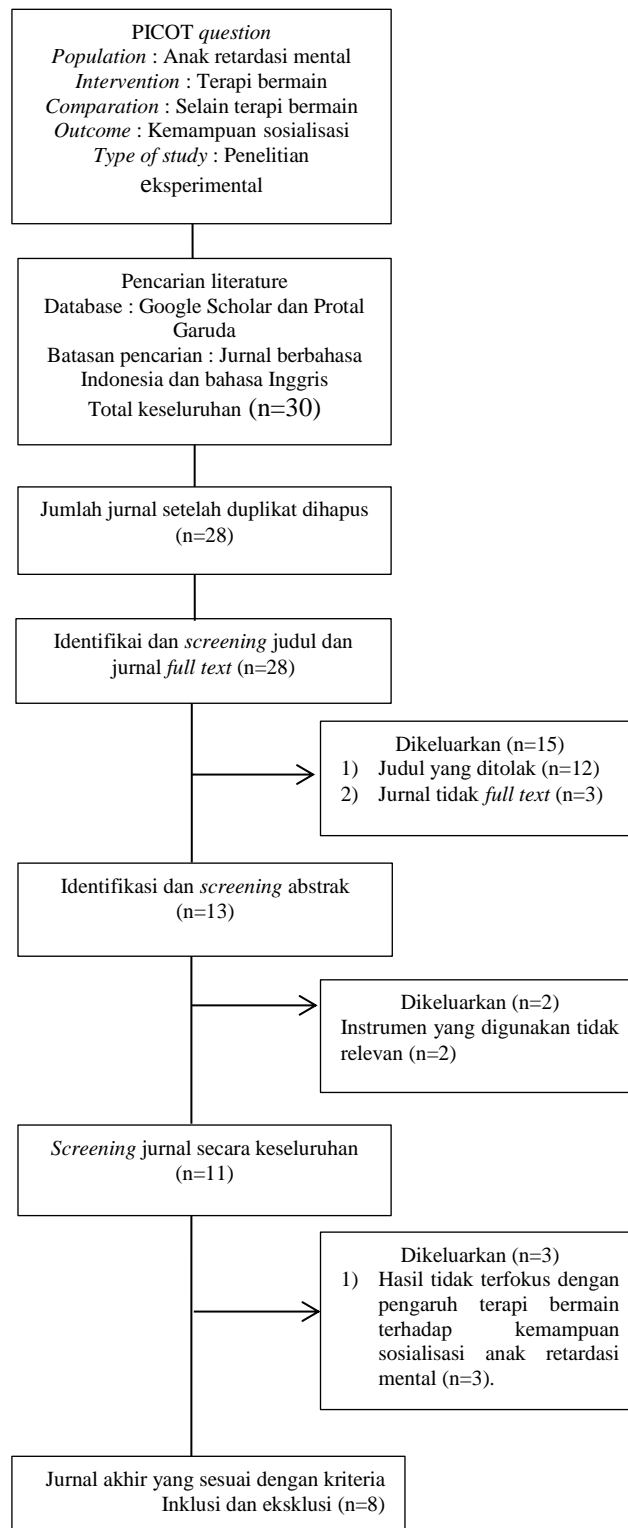 PICOT question
Population : Anak retardasi mental
Intervention : Terapi bermain
Comparation : Selain terapi bermain
Outcome : Kemampuan sosialisasi
Type of study : Penelitian
eksperimental
Pencarian literature
Database : Google Scholar dan Protal
Garuda
Batasan pencarian : Jurnal berbahasa
Indonesia dan bahasa Inggris
Total keseluruhan (n=30)
Jumlah jurnal setelah duplikat dihapus
(n=28)
Identifikai dan screening judul dan
jurnal full text (n=28)
Dikeluarkan (n=15)
1) Judul yang ditolak (n=12)
2) Jurnal tidak full text (n=3)
Identifikasi dan screening abstrak
(n=13)
Dikeluarkan (n=2)
Instrumen yang digunakan tidak
relevan (n=2)
Screening jurnal secara keseluruhan
(n=11)
Dikeluarkan (n=3)
1) Hasil tidak terfokus dengan
pengaruh terapi bermain
terhadap kemampuan
sosialisasi anak retardasi
mental (n=3).
Jurnal akhir yang sesuai dengan kriteria
Inklusi dan eksklusi (n=8)